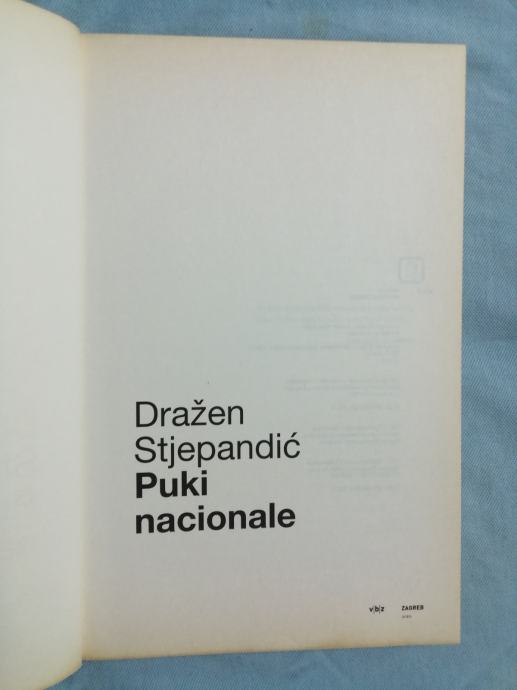 Dražen
Stjepandić
Puki
nacionale
v|b|z ZAGREB